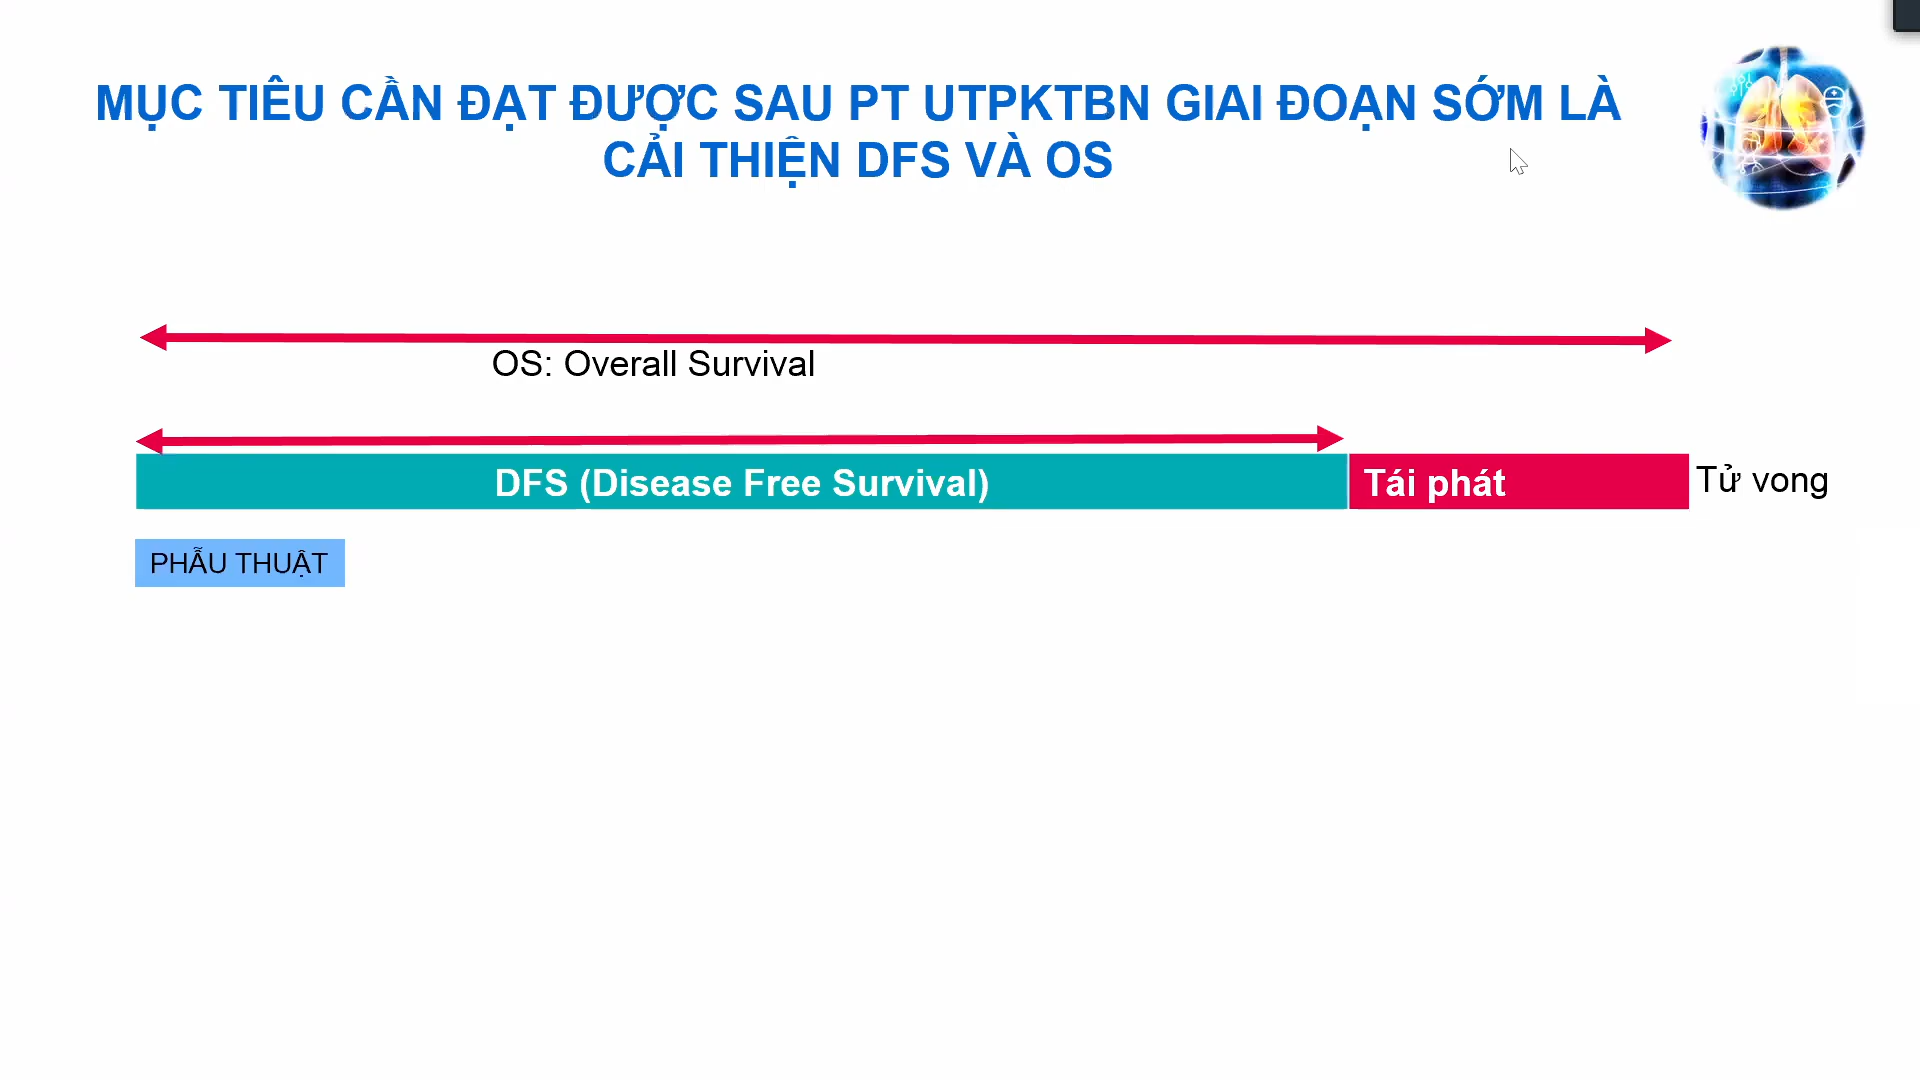 MỤC TIÊU CẦN ĐẠT ĐƯỢC SAU PT UTPKTBN GIAI ĐOẠN SỚM LÀ
CẢI THIỆN DFS VÀ OS
OS: Overall Survival
DFS (Disease Free Survival)
Tái phát
Tử vong
PHẪU THUẬT